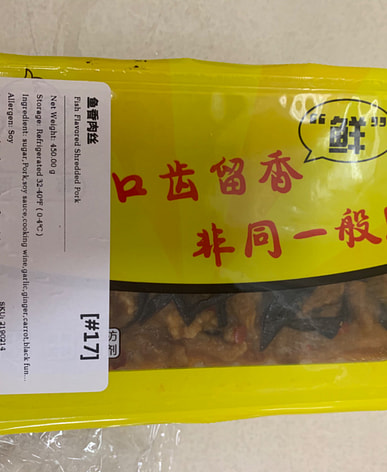 鱼香肉丝
Fish Flavored Shredded Pork
Net Weight: 450.00 g
Storage: Refrigerated 32-40°F ( 0-4°C)
Ingredient: sugar,Pork,soy sauce,cooking wine,garlic,ginger,carrot,black fun...
Allergen: Soy
SKU: 2190214
[#17]
“鲜”
口齿留香
非同一般!